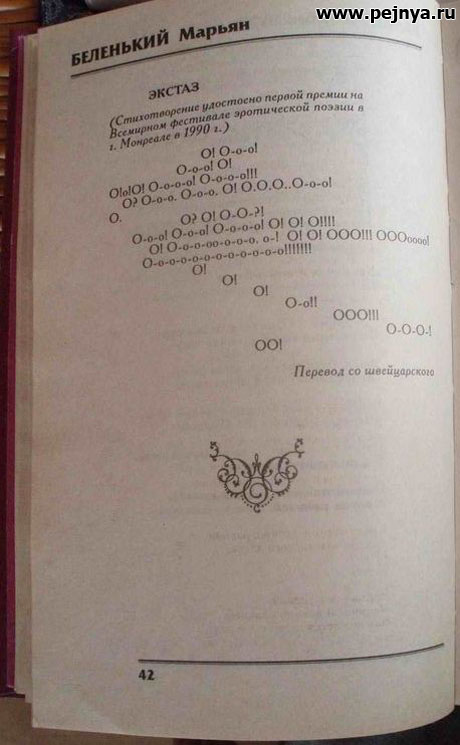 www.pejnya.ru
БЕЛЕНЬКИЙ Марьян
ЭКСТАЗ
(Стихотворение удостоено первой премии на
Всемирном фестивале эротической поэзии в
г. Монреале в 1990 г.)
О! О-о-о!
О-о-о! О!
О!о!О! О-о-о-о! О-о-о-о!!!
О? О-о-о. О-о-о. О! О.О.О..О-о-о!
О. О? О! О-О-?!
О-о-о! О-о-о! О-о-о-о! О! О! О!!!!
О! О-о-о-оо-о-о-о. о-! О! О! ООО!!! ОООоооо!
О-о-о-о-о-о-о-о-о-о-о!!!!!!!
О!
О!
О!
О-о!!
ООО!!!
О-О-О-!
ОО!
Перевод со швейцарского
42